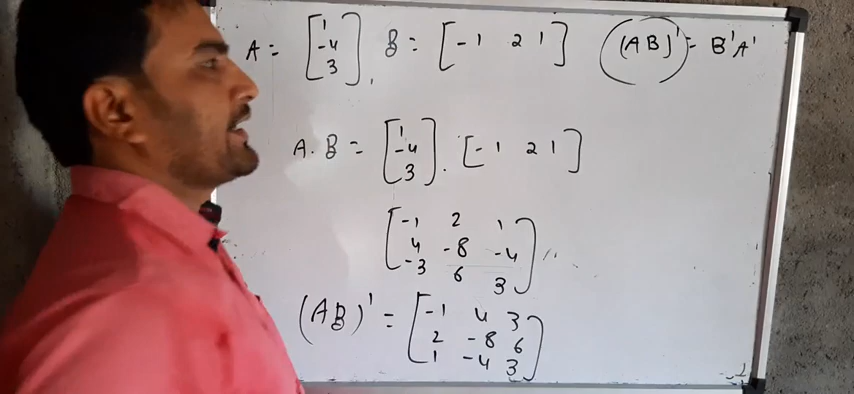 A = [1 -4 3], B = [-1 2 1] (AB)' = B'A'
A.B = [1 -4 3] . [-1 2 1]
[-1 2 1
4 -8 -4
-3 6 3]
(AB)' = [-1 4 3
2 -8 6
1 -4 3]